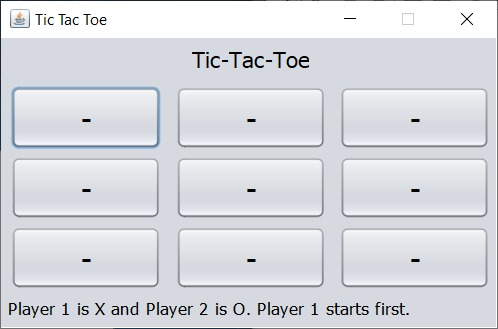 Tic Tac Toe
Tic-Tac-Toe
- - -
- - -
- - -
Player 1 is X and Player 2 is O. Player 1 starts first.